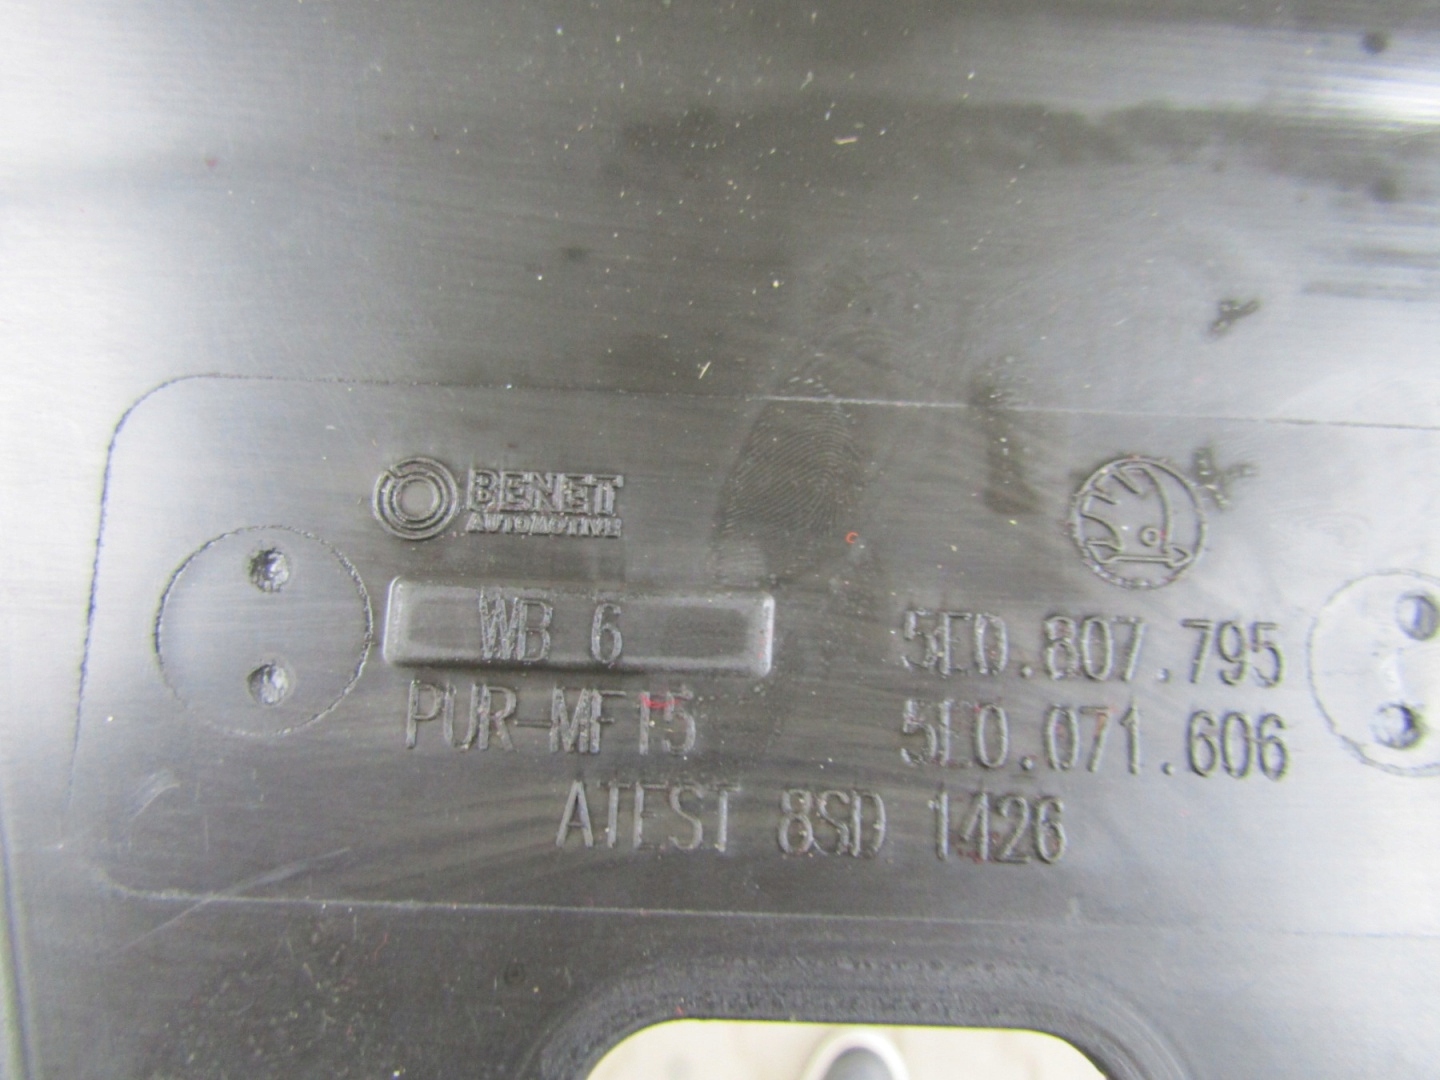 BENET
AUTOMOTIVE
WB 6
PUR-MF15
5E0.807.795
5E0.071.606
ATEST 8SD 1426